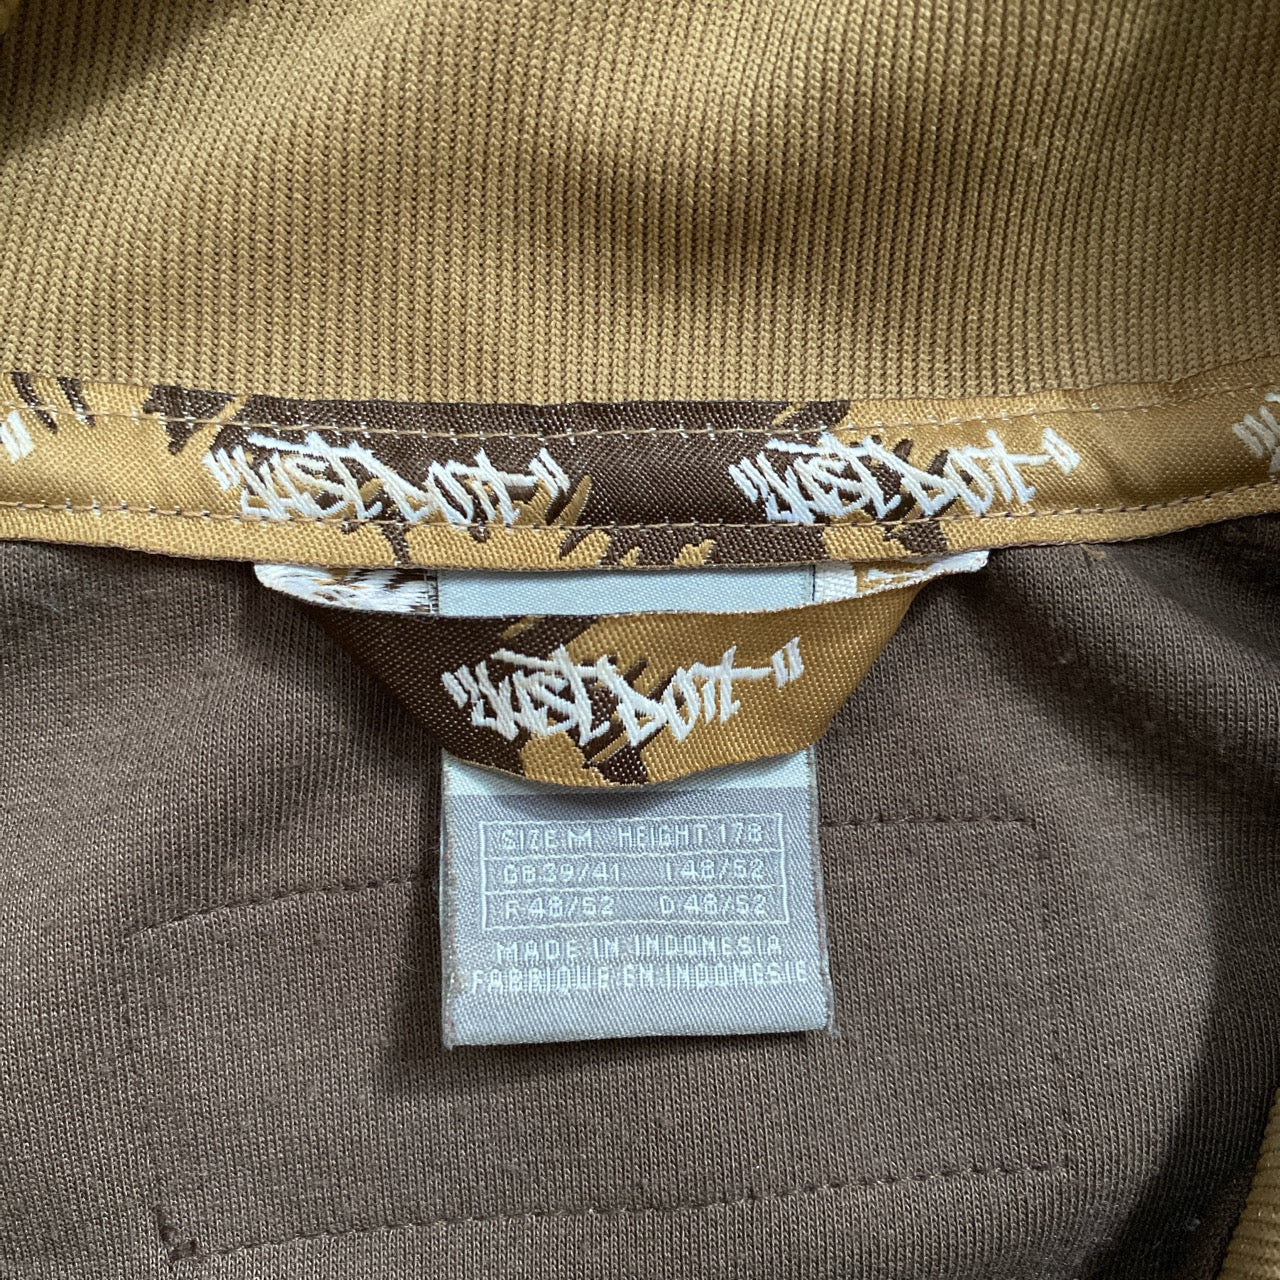 "Just Do It" "Just Do It"
"Just Do It"
SIZE M HEIGHT 178
GB 39/41 I 48/52
F 48/52 D 48/52
MADE IN INDONESIA
FABRIQUE EN INDONESIE